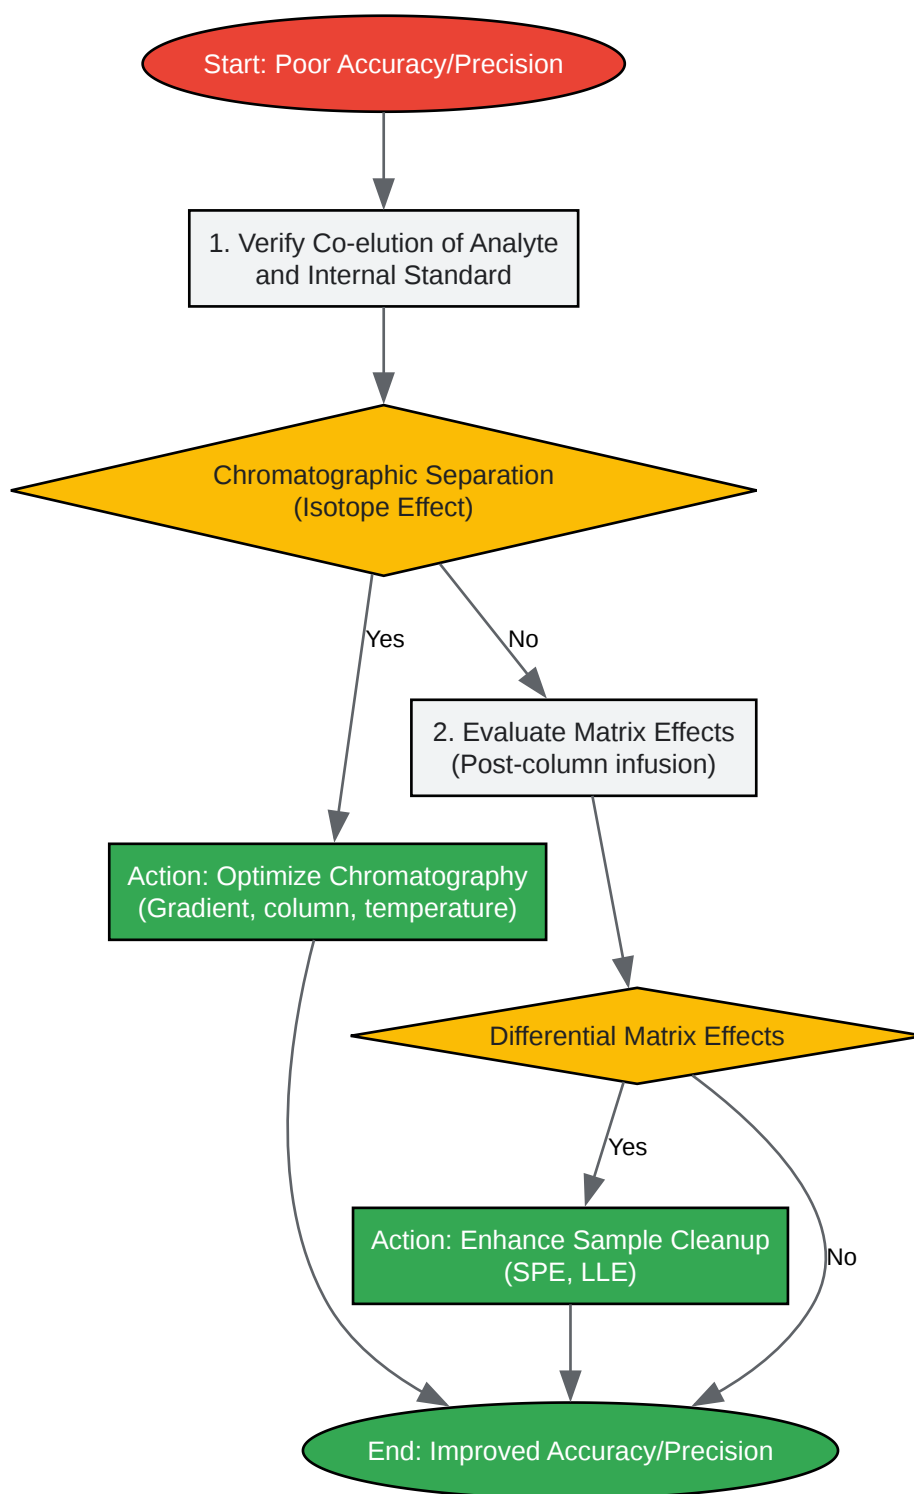 Start: Poor Accuracy/Precision
1. Verify Co-elution of Analyte
and Internal Standard
Chromatographic Separation
(Isotope Effect)
Yes
No
2. Evaluate Matrix Effects
(Post-column infusion)
Action: Optimize Chromatography
(Gradient, column, temperature)
Differential Matrix Effects
Yes
Action: Enhance Sample Cleanup
(SPE, LLE)
No
End: Improved Accuracy/Precision